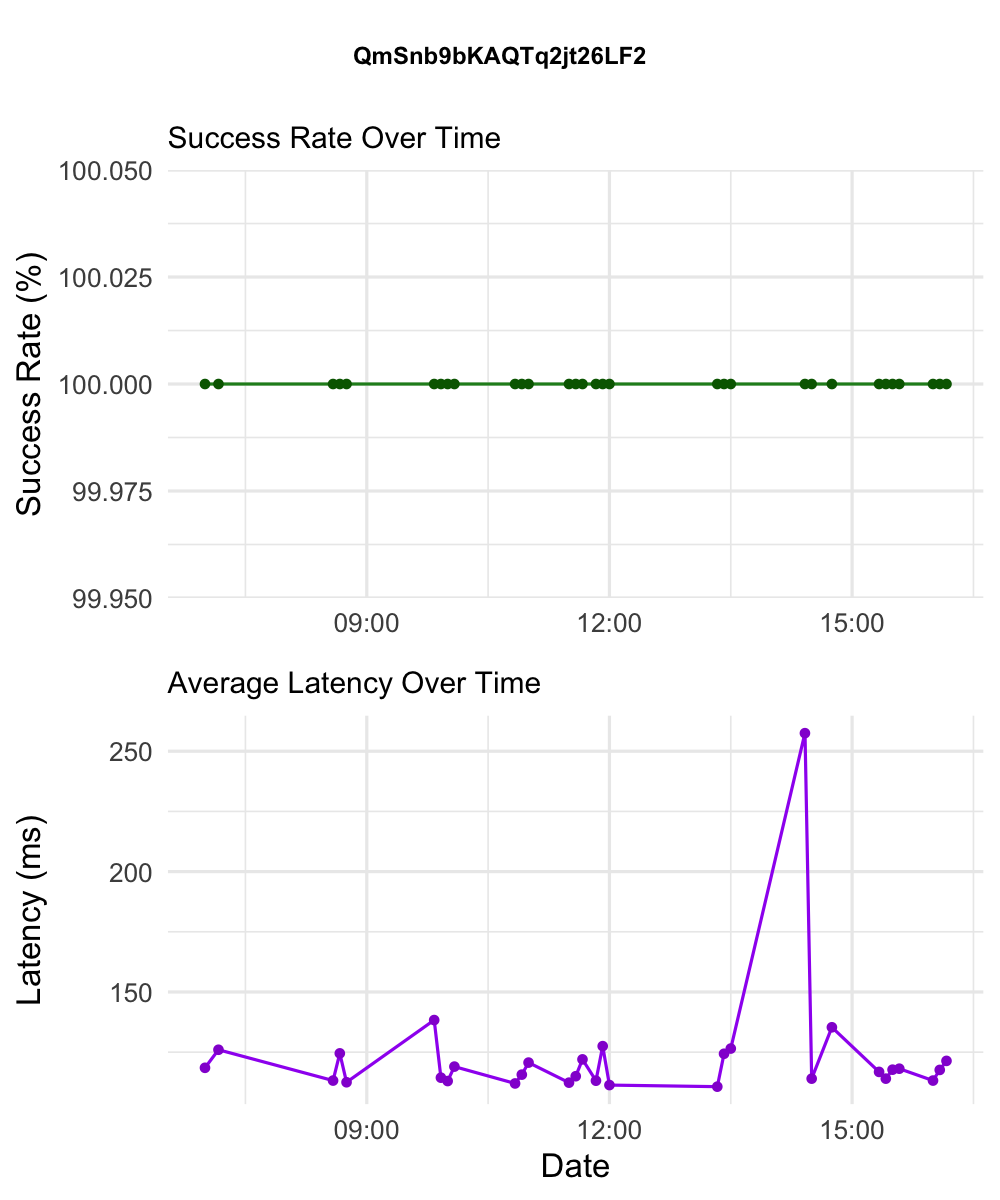 QmSnb9bKAQTq2jt26LF2
Success Rate Over Time
Success Rate (%)
100.050
100.025
100.000
99.975
99.950
09:00 12:00 15:00
Average Latency Over Time
Latency (ms)
250
200
150
09:00 12:00 15:00
Date